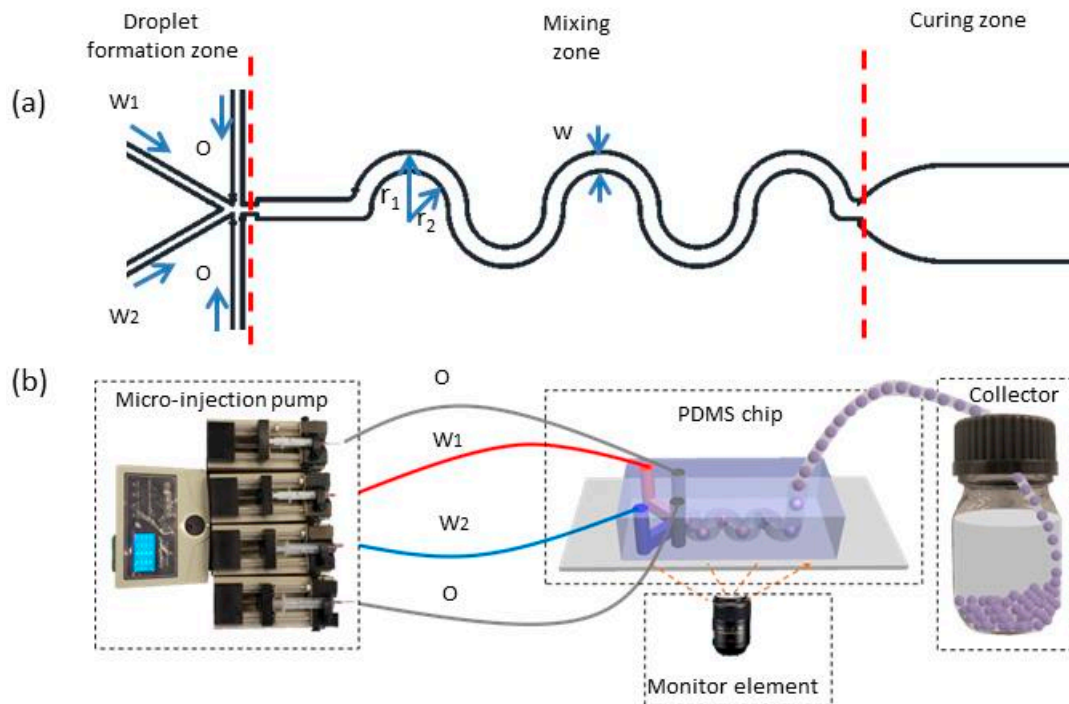 Droplet
formation zone
Mixing
zone
Curing zone
(a)
W1
O
W
r1
r2
O
W2
(b)
O
Micro-injection pump
W1
PDMS chip
Collector
W2
O
Monitor element